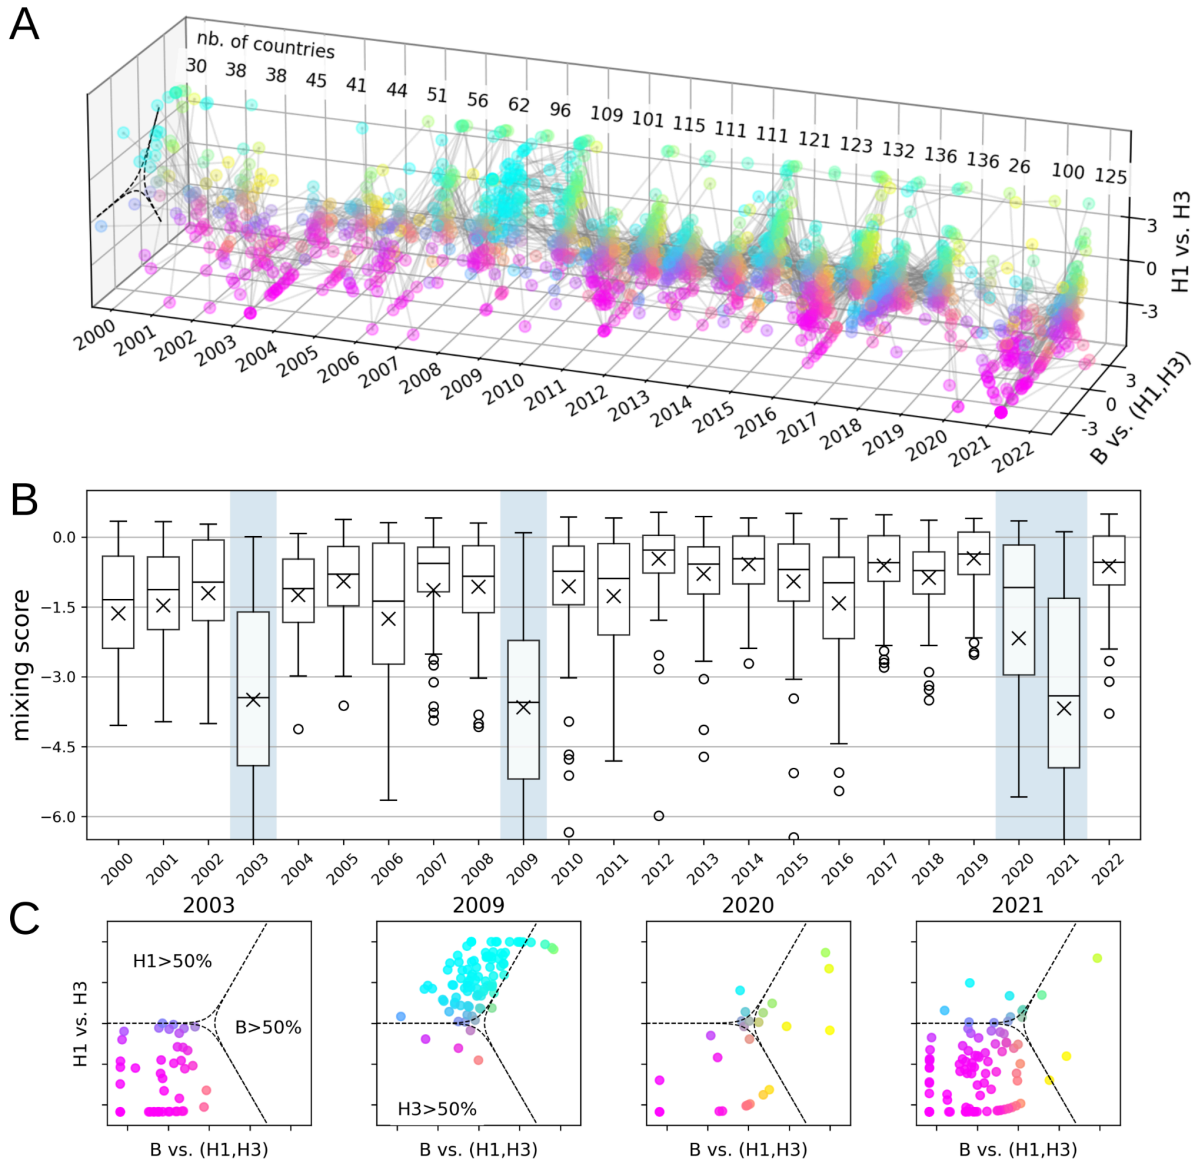 A
nb. of countries
30 38 38 45 41 44 51 56 62 96 109 101 115 111 111 121 123 132 136 136 26 100 125
3
0
-3
H1 vs. H3
3
0
-3
B vs. (H1,H3)
2000 2001 2002 2003 2004 2005 2006 2007 2008 2009 2010 2011 2012 2013 2014 2015 2016 2017 2018 2019 2020 2021 2022
B
mixing score
0.0
−1.5
−3.0
−4.5
−6.0
2000 2001 2002 2003 2004 2005 2006 2007 2008 2009 2010 2011 2012 2013 2014 2015 2016 2017 2018 2019 2020 2021 2022
C
2003 2009 2020 2021
H1 vs. H3
H1>50%
B>50%
H3>50%
B vs. (H1,H3) B vs. (H1,H3) B vs. (H1,H3) B vs. (H1,H3)